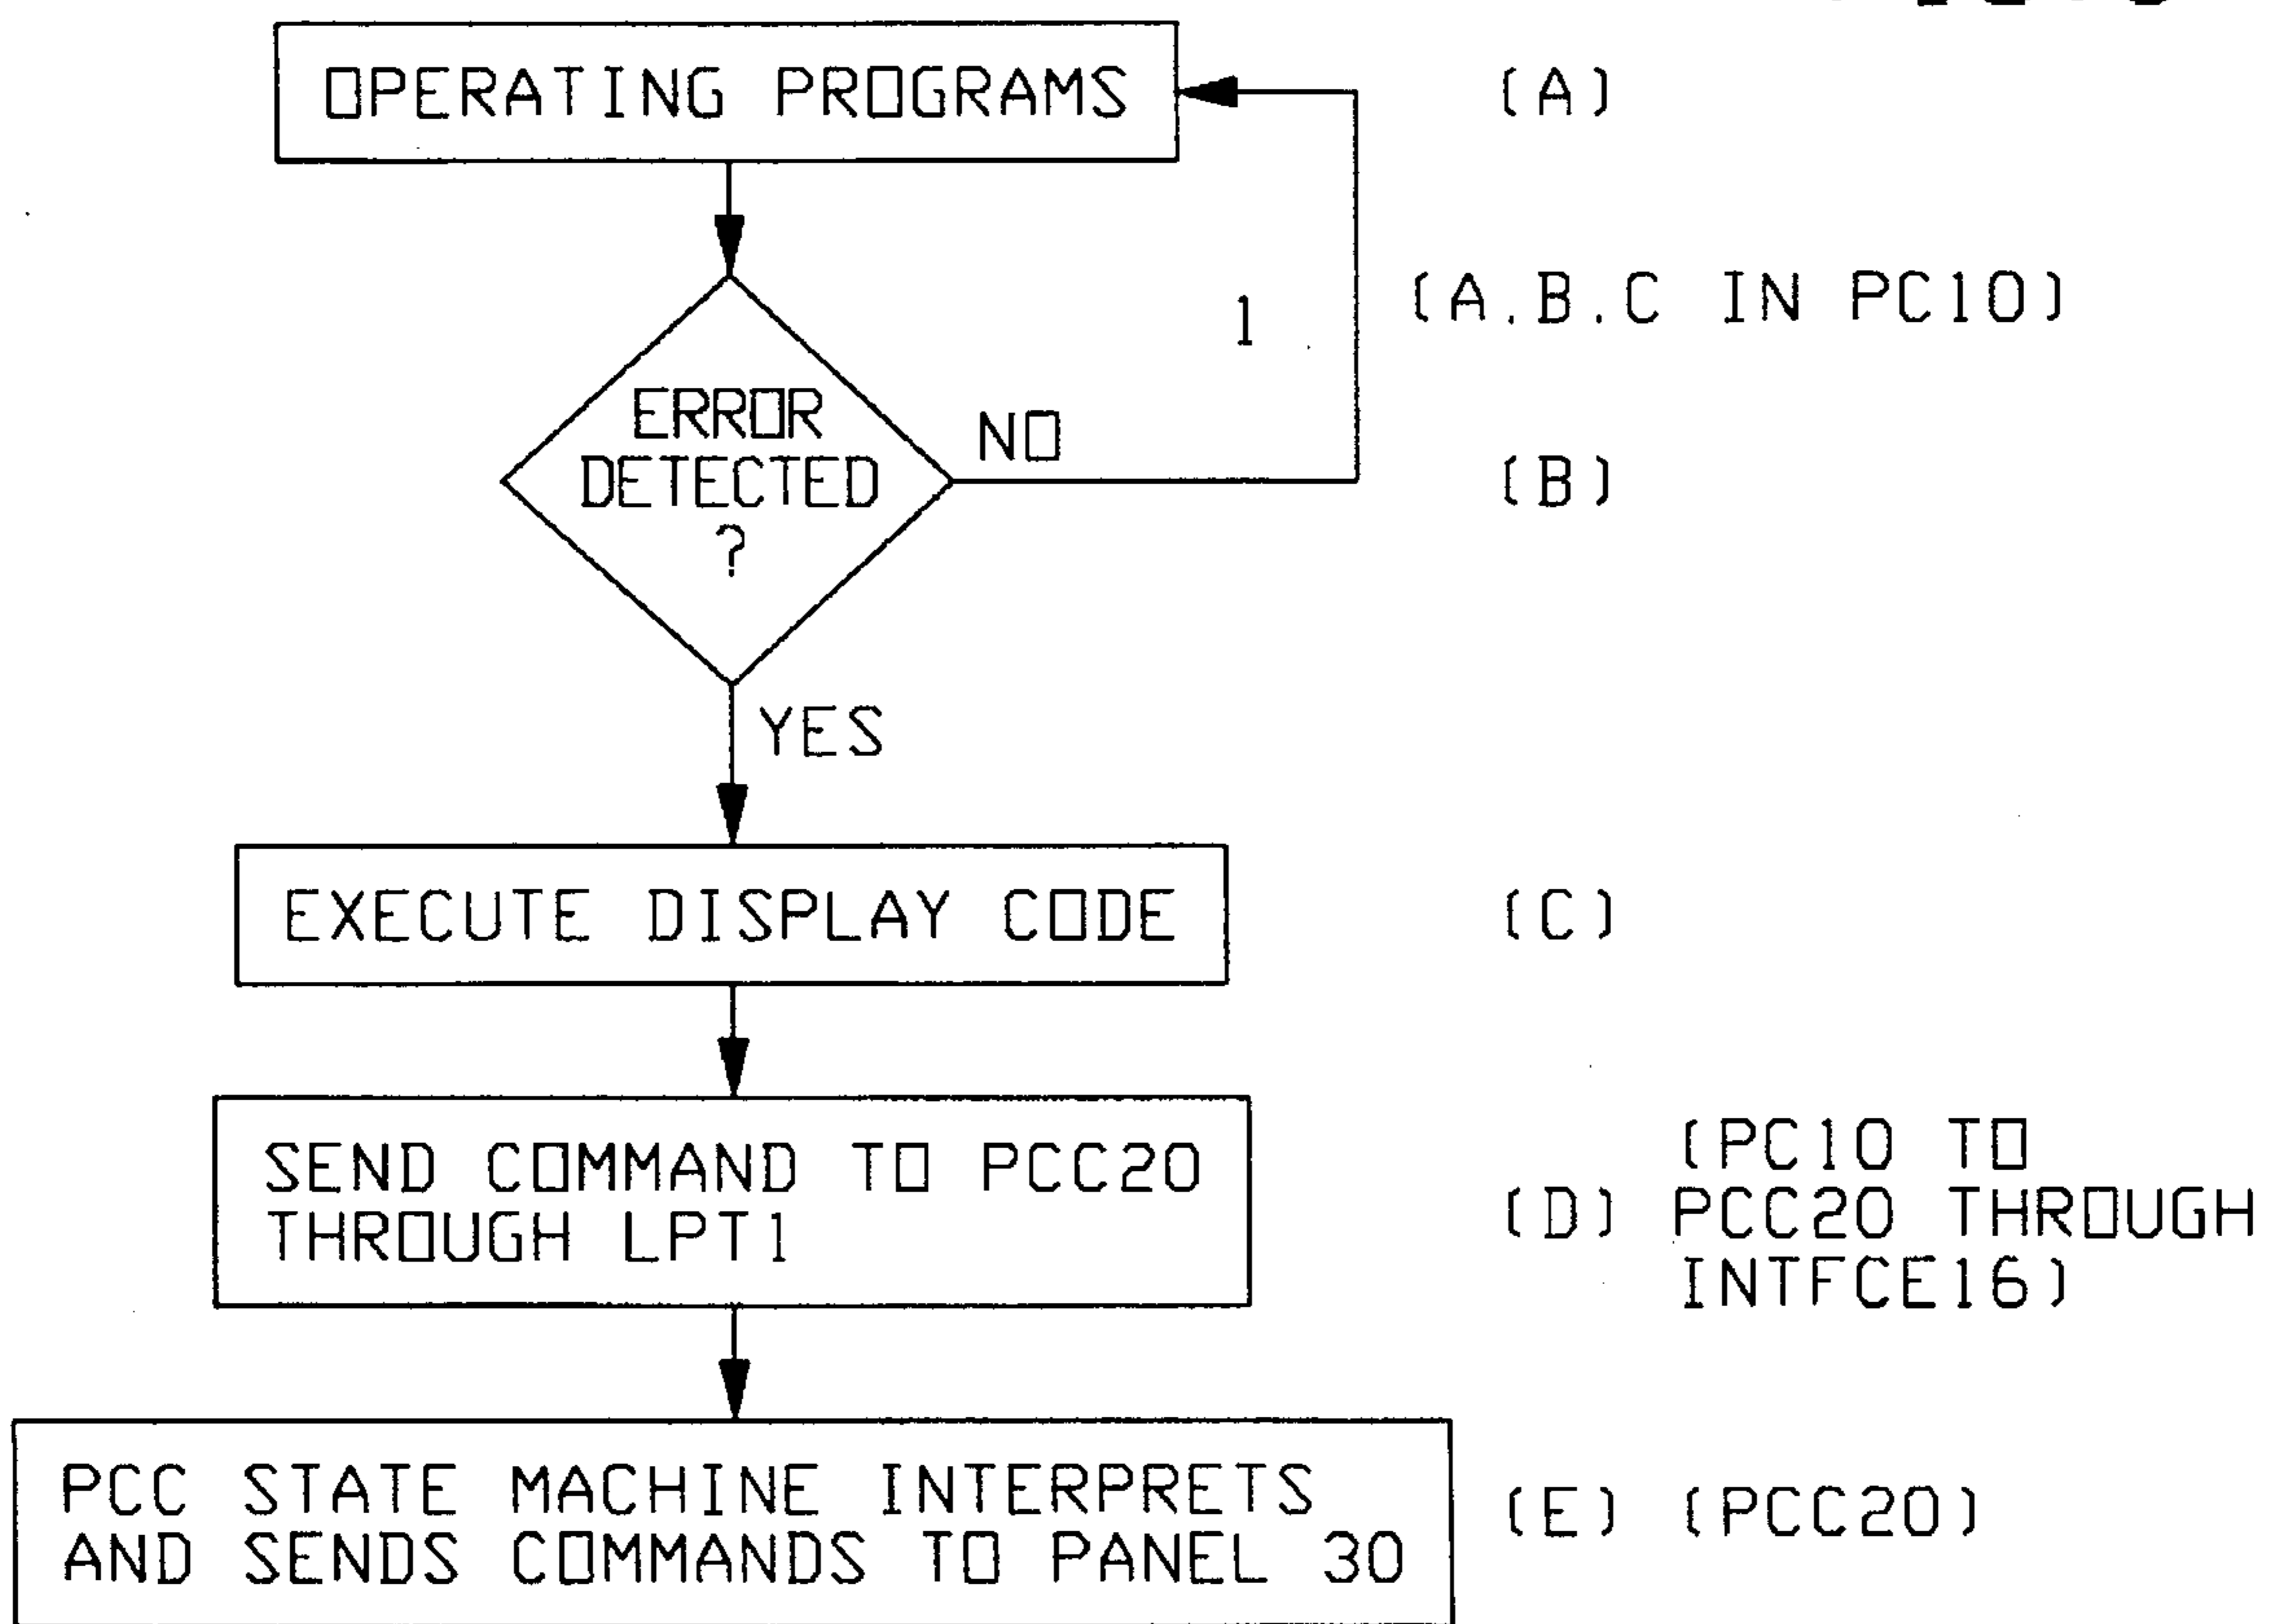 OPERATING PROGRAMS
(A)
1
(A,B,C IN PC10)
ERROR
DETECTED
?
NO
(B)
YES
EXECUTE DISPLAY CODE
(C)
SEND COMMAND TO PCC20
THROUGH LPT1
(D)
(PC10 TO
PCC20 THROUGH
INTFCE16)
PCC STATE MACHINE INTERPRETS
AND SENDS COMMANDS TO PANEL 30
(E) (PCC20)